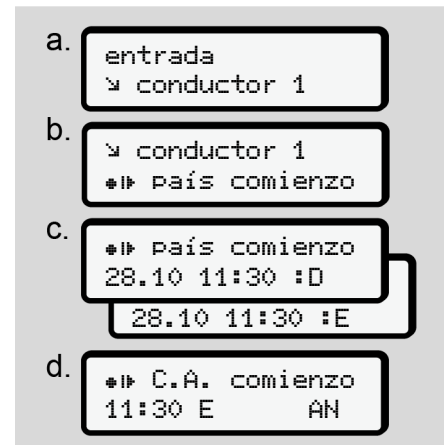 a.
entrada
↘ conductor 1
b.
↘ conductor 1
●I▶ país comienzo
c.
●I▶ país comienzo
28.10 11:30 :D
28.10 11:30 :E
d.
●I▶ C.A. comienzo
11:30 E AN